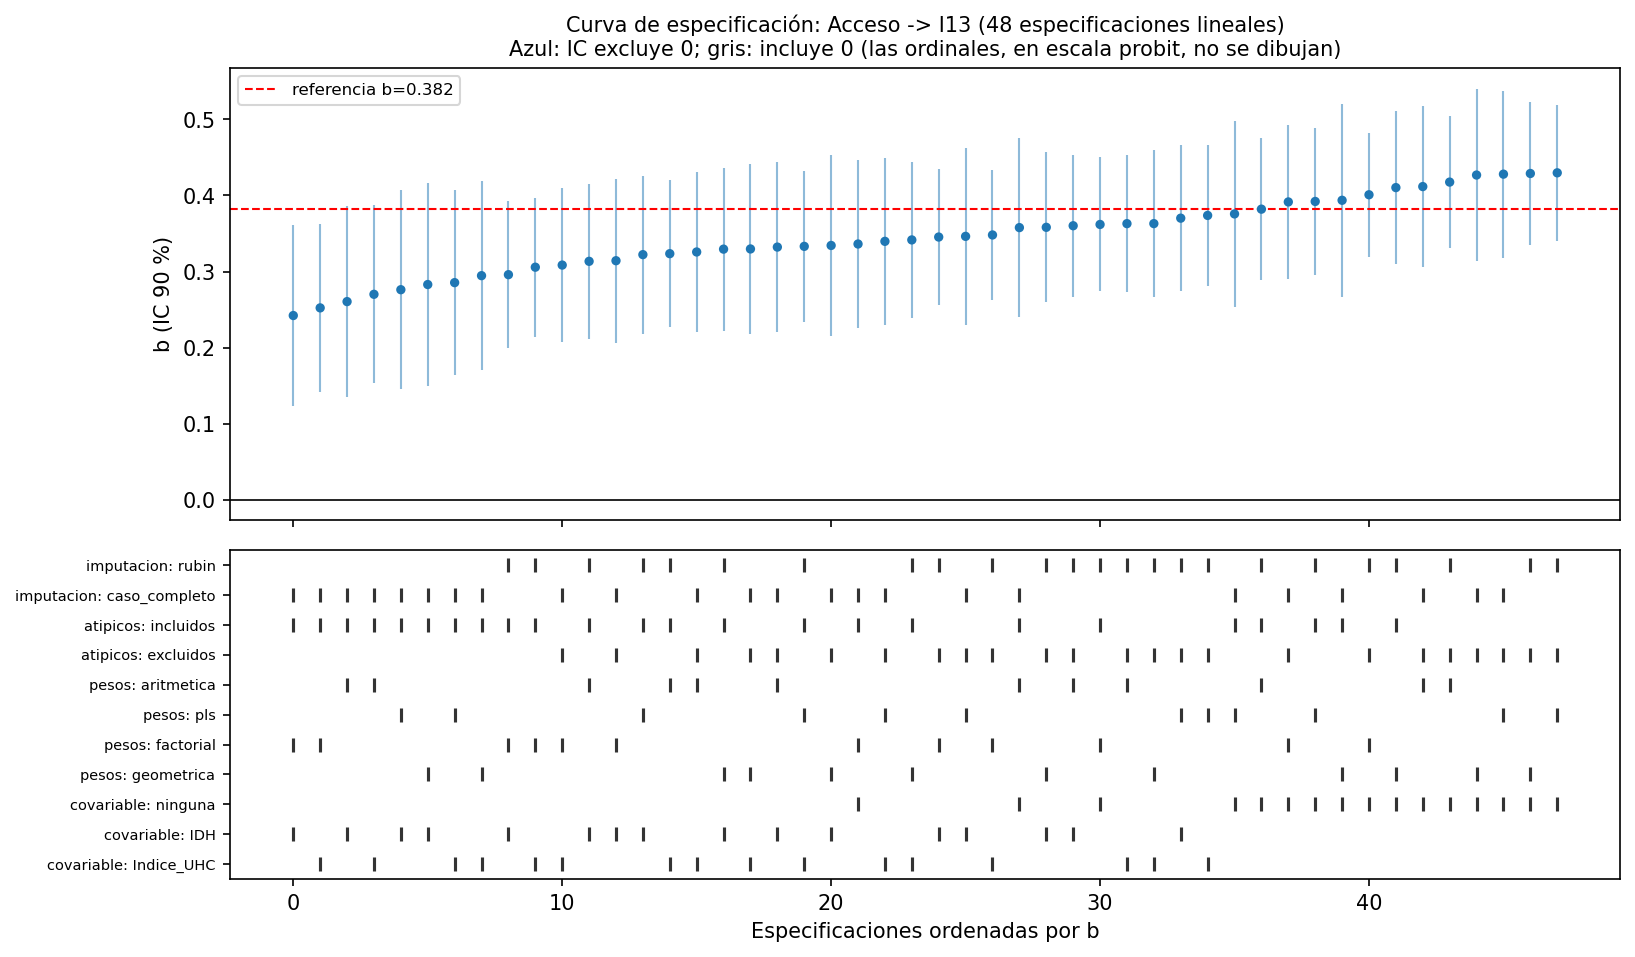 Curva de especificación: Acceso -> I13 (48 especificaciones lineales)
Azul: IC excluye 0; gris: incluye 0 (las ordinales, en escala probit, no se dibujan)
referencia b=0.382
b (IC 90 %)
0.5
0.4
0.3
0.2
0.1
0.0
imputacion: rubin
imputacion: caso_completo
atipicos: incluidos
atipicos: excluidos
pesos: aritmetica
pesos: pls
pesos: factorial
pesos: geometrica
covariable: ninguna
covariable: IDH
covariable: Indice_UHC
0 10 20 30 40
Especificaciones ordenadas por b